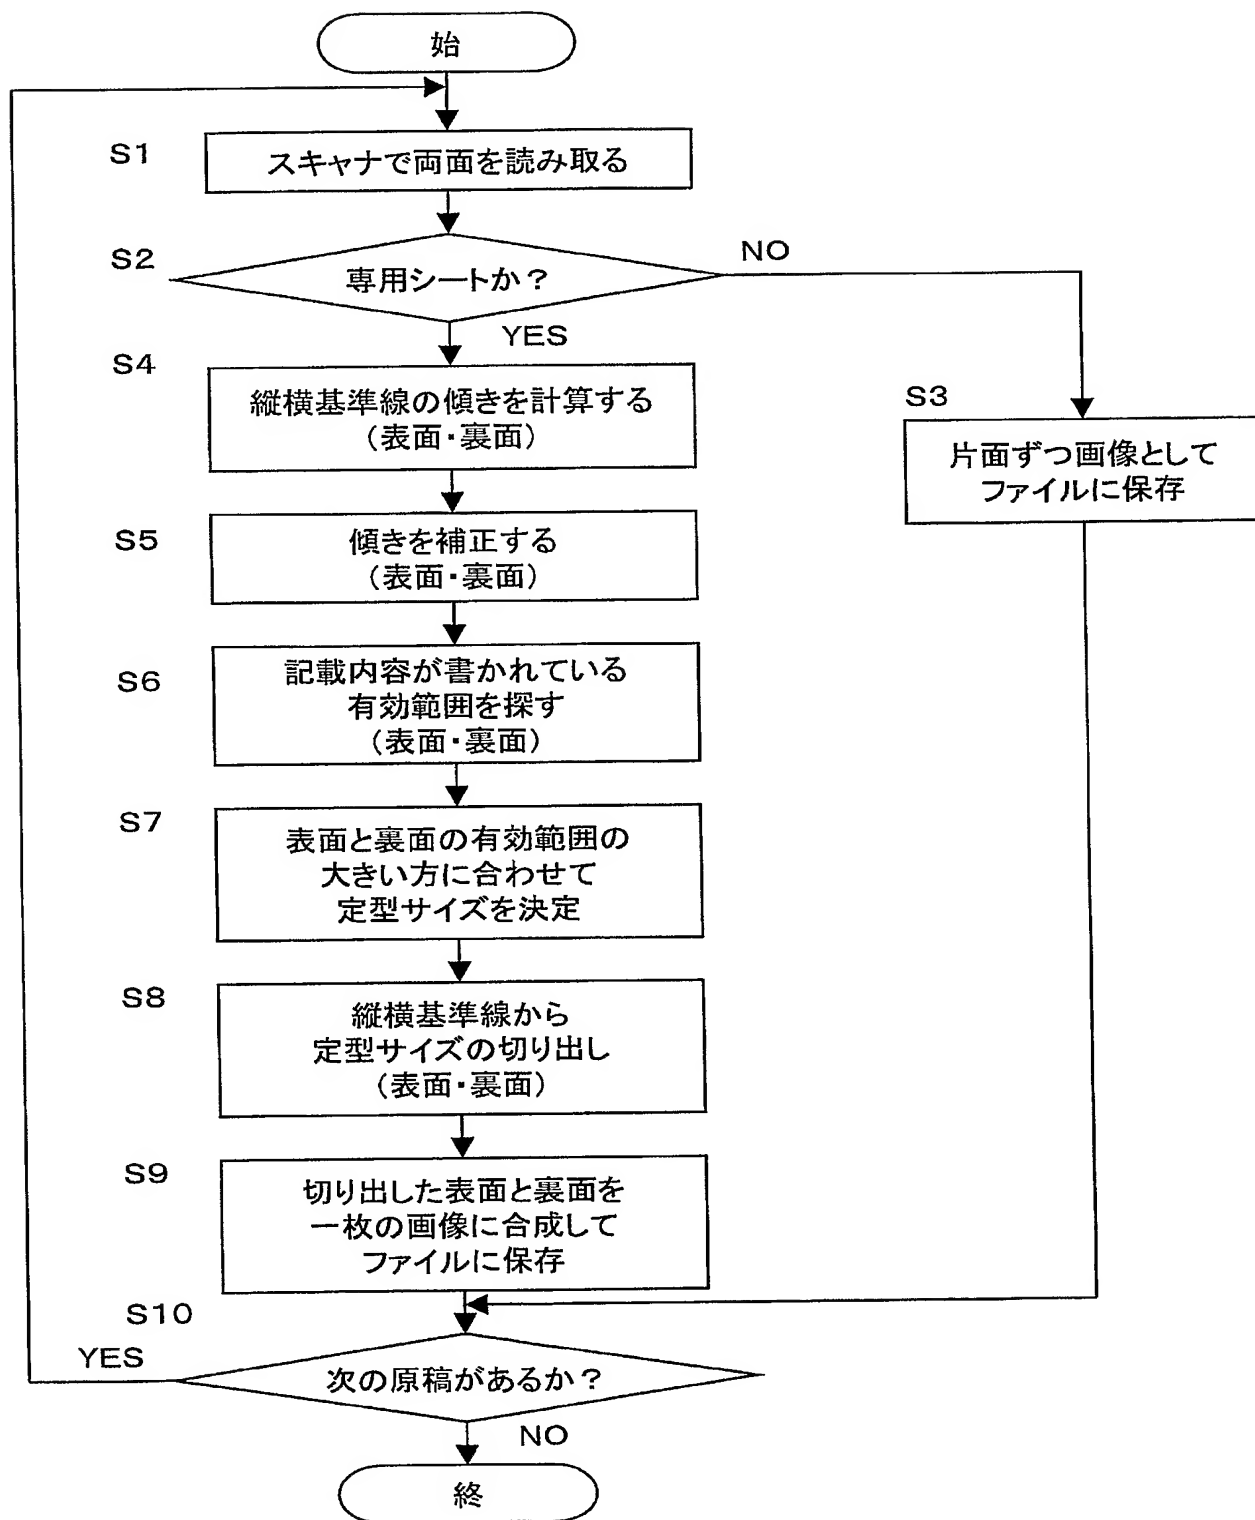 始
S1
スキャナで両面を読み取る
S2
専用シートか？
NO
YES
S4
縦横基準線の傾きを計算する
（表面・裏面）
S3
片面ずつ画像として
ファイルに保存
S5
傾きを補正する
（表面・裏面）
S6
記載内容が書かれている
有効範囲を探す
（表面・裏面）
S7
表面と裏面の有効範囲の
大きい方に合わせて
定型サイズを決定
S8
縦横基準線から
定型サイズの切り出し
（表面・裏面）
S9
切り出した表面と裏面を
一枚の画像に合成して
ファイルに保存
S10
YES
次の原稿があるか？
NO
終